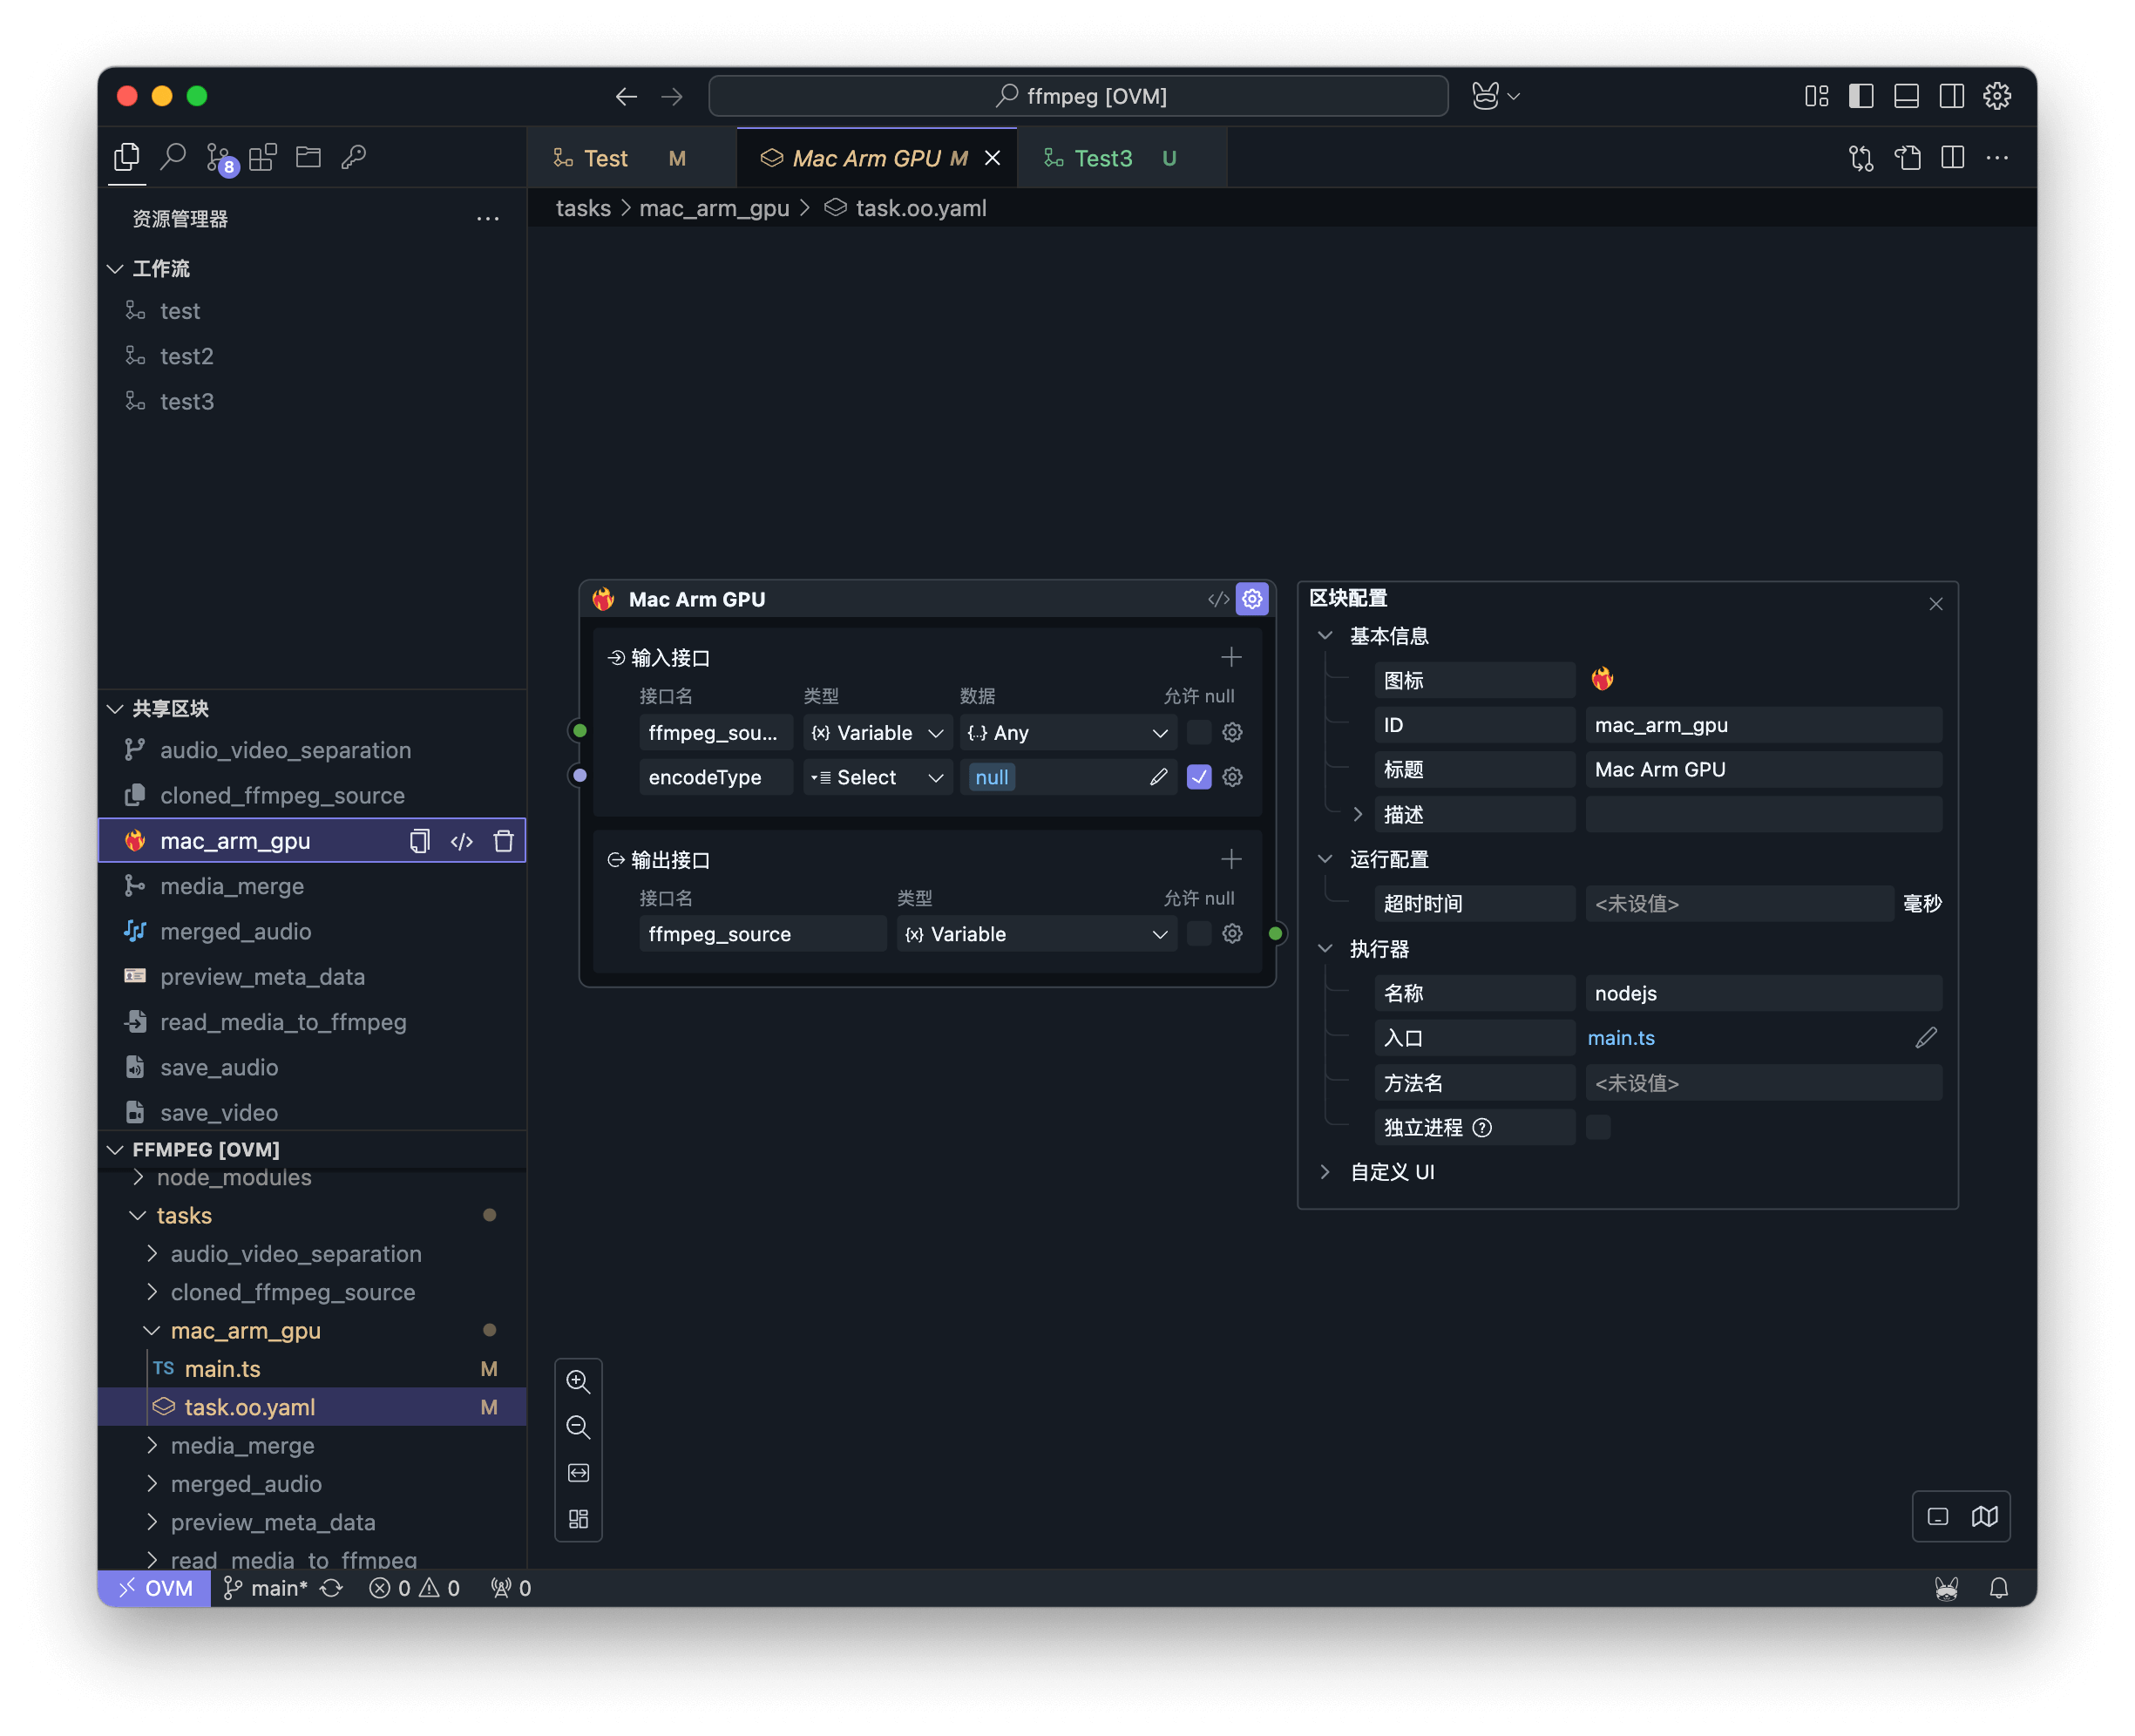 ffmpeg [OVM]
8
Test M
Mac Arm GPU M
Test3 U
tasks > mac_arm_gpu > task.oo.yaml
资源管理器
工作流
test
test2
test3
共享区块
audio_video_separation
cloned_ffmpeg_source
mac_arm_gpu
media_merge
merged_audio
preview_meta_data
read_media_to_ffmpeg
save_audio
save_video
FFMPEG [OVM]
node_modules
tasks
audio_video_separation
cloned_ffmpeg_source
mac_arm_gpu
TS main.ts M
task.oo.yaml M
media_merge
merged_audio
preview_meta_data
read_media_to_ffmpeg
Mac Arm GPU
输入接口
接口名 类型 数据 允许 null
ffmpeg_sou... {x} Variable {..} Any
encodeType Select null
输出接口
接口名 类型 允许 null
ffmpeg_source {x} Variable
区块配置
基本信息
图标
ID mac_arm_gpu
标题 Mac Arm GPU
描述
运行配置
超时时间 <未设值> 毫秒
执行器
名称 nodejs
入口 main.ts
方法名 <未设值>
独立进程
自定义 UI
OVM main* 0 0 0